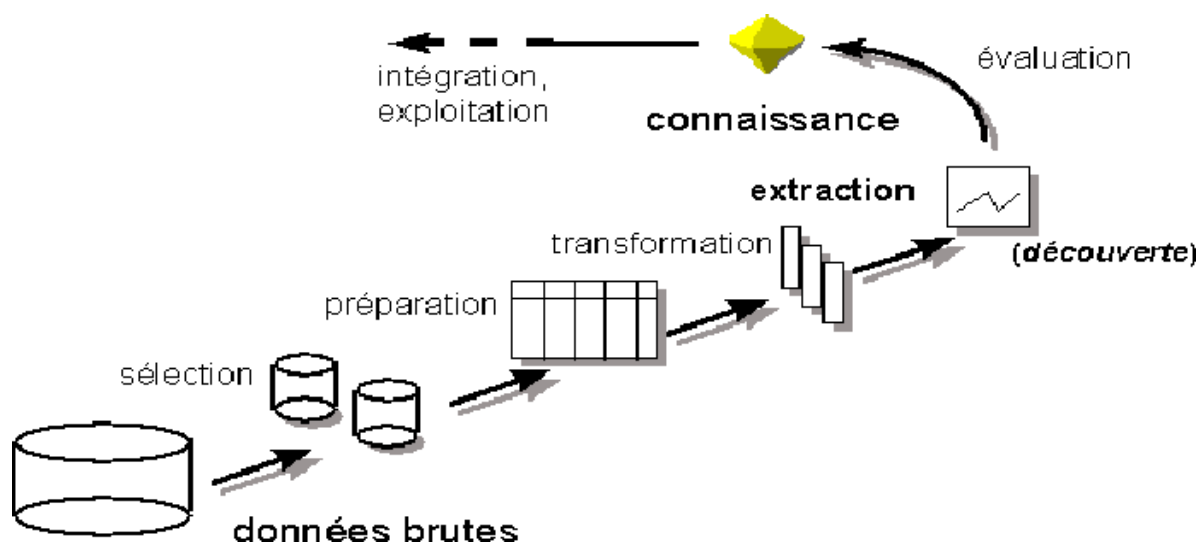 évaluation
intégration,
exploitation
connaissance
extraction
transformation
(découverte)
préparation
sélection
données brutes